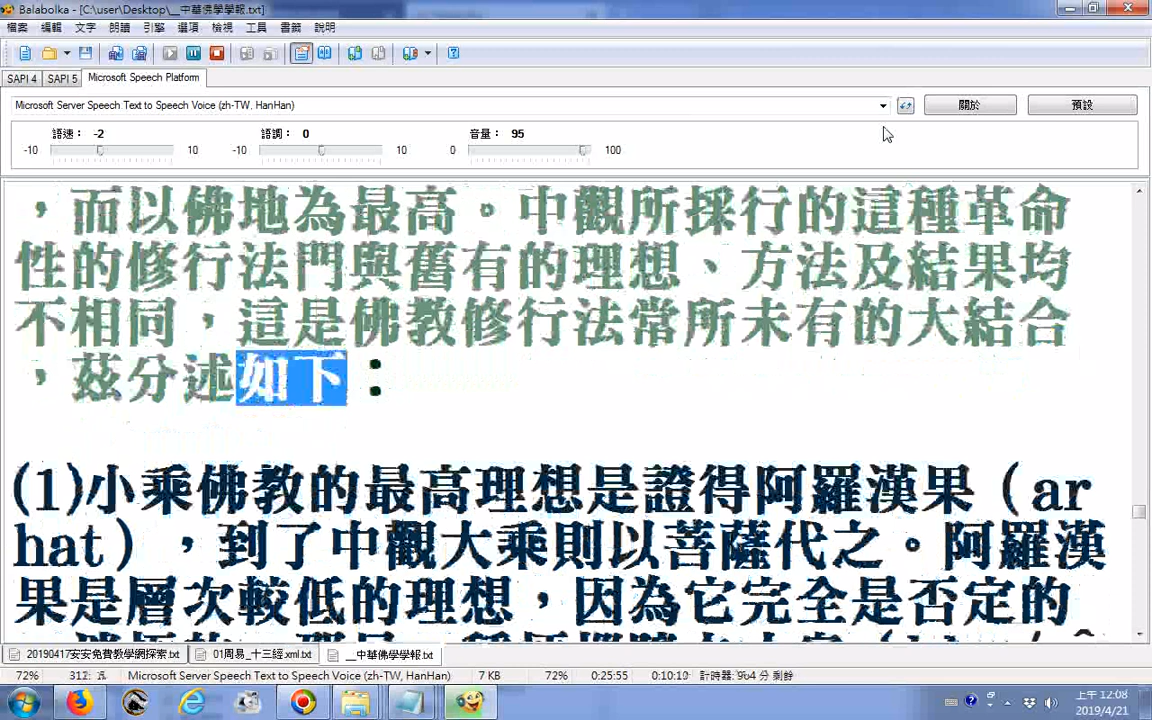 Balabolka - [C:\user\Desktop\__中華佛學學報.txt]
檔案 編輯 文字 朗讀 引擎 選項 檢視 工具 書籤 說明
SAPI 4 SAPI 5 Microsoft Speech Platform
Microsoft Server Speech Text to Speech Voice (zh-TW, HanHan) 關於 預設
語速： -2 語調： 0 音量： 95
-10 10 -10 10 0 100
，而以佛地為最高。中觀所採行的這種革命
性的修行法門與舊有的理想、方法及結果均
不相同，這是佛教修行法常所未有的大結合
，茲分述如下：
(1)小乘佛教的最高理想是證得阿羅漢果（ar
hat），到了中觀大乘則以菩薩代之。阿羅漢
果是層次較低的理想，因為它完全是否定的
20190417安安免費教學網探索.txt 01周易_十三經.xml.txt __中華佛學學報.txt
72% 312: Microsoft Server Speech Text to Speech Voice (zh-TW, HanHan) 7 KB 72% 0:25:55 0:10:10 計時器: 964 分 剩餘
上午 12:08
2019/4/21